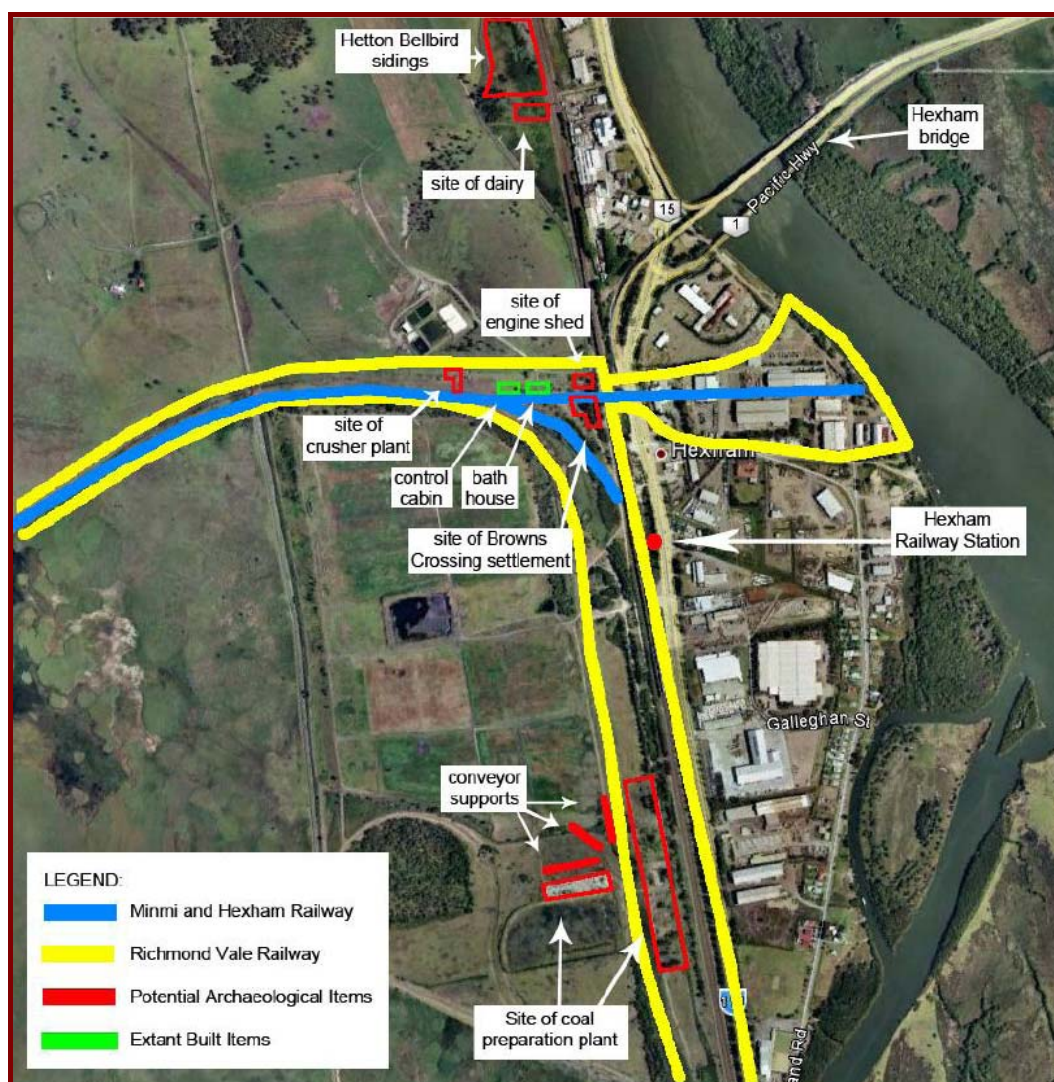 Hetton Bellbird
sidings
site of dairy
Hexham
bridge
Pacific Hwy
15
1
site of
engine shed
site of
crusher plant
control
cabin
bath
house
Hexham
site of Browns
Crossing settlement
Hexham
Railway Station
Galleghan St
conveyor
supports
LEGEND:
Minmi and Hexham Railway
Richmond Vale Railway
Potential Archaeological Items
Extant Built Items
Site of coal
preparation plant
and Rd